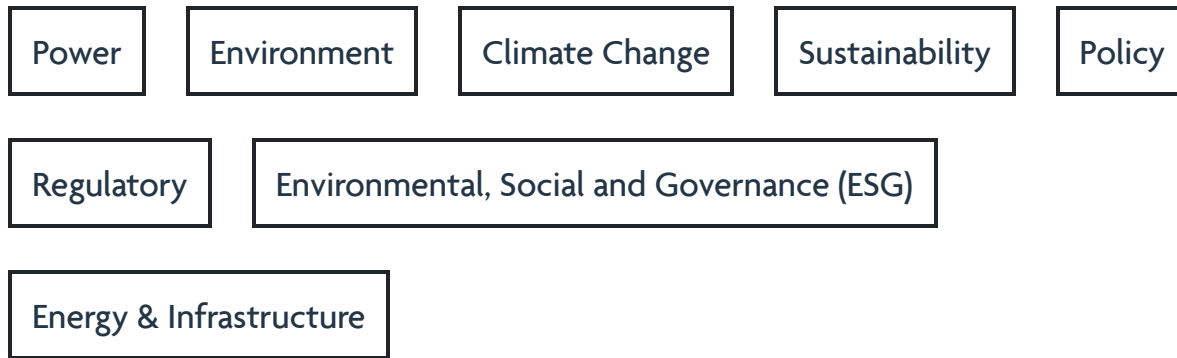 Power Environment Climate Change Sustainability Policy
Regulatory Environmental, Social and Governance (ESG)
Energy & Infrastructure